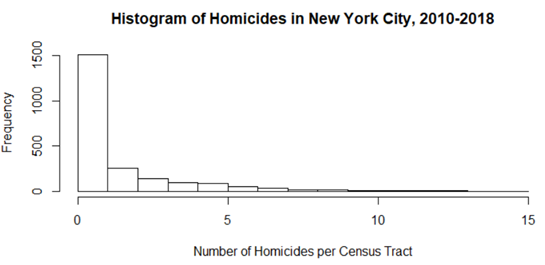 Histogram of Homicides in New York City, 2010-2018
Frequency
1500
1000
500
0
0 5 10 15
Number of Homicides per Census Tract